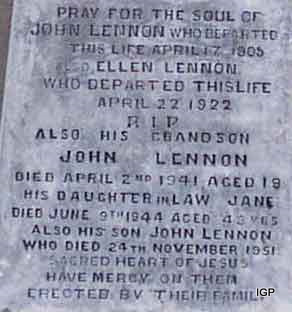 PRAY FOR THE SOUL OF
JOHN LENNON WHO DEPARTED
THIS LIFE APRIL 17, 1905
ALSO ELLEN LENNON
WHO DEPARTED THIS LIFE
APRIL 22 1922
R I P
ALSO HIS GRANDSON
JOHN LENNON
DIED APRIL 2ND 1941 AGED 19
HIS DAUGHTER IN LAW JANE
DIED JUNE 9TH 1944 AGED 43 YRS
ALSO HIS SON JOHN LENNON
WHO DIED 24TH NOVEMBER 1951
SACRED HEART OF JESUS
HAVE MERCY ON THEM
ERECTED BY THEIR FAMILY
IGP